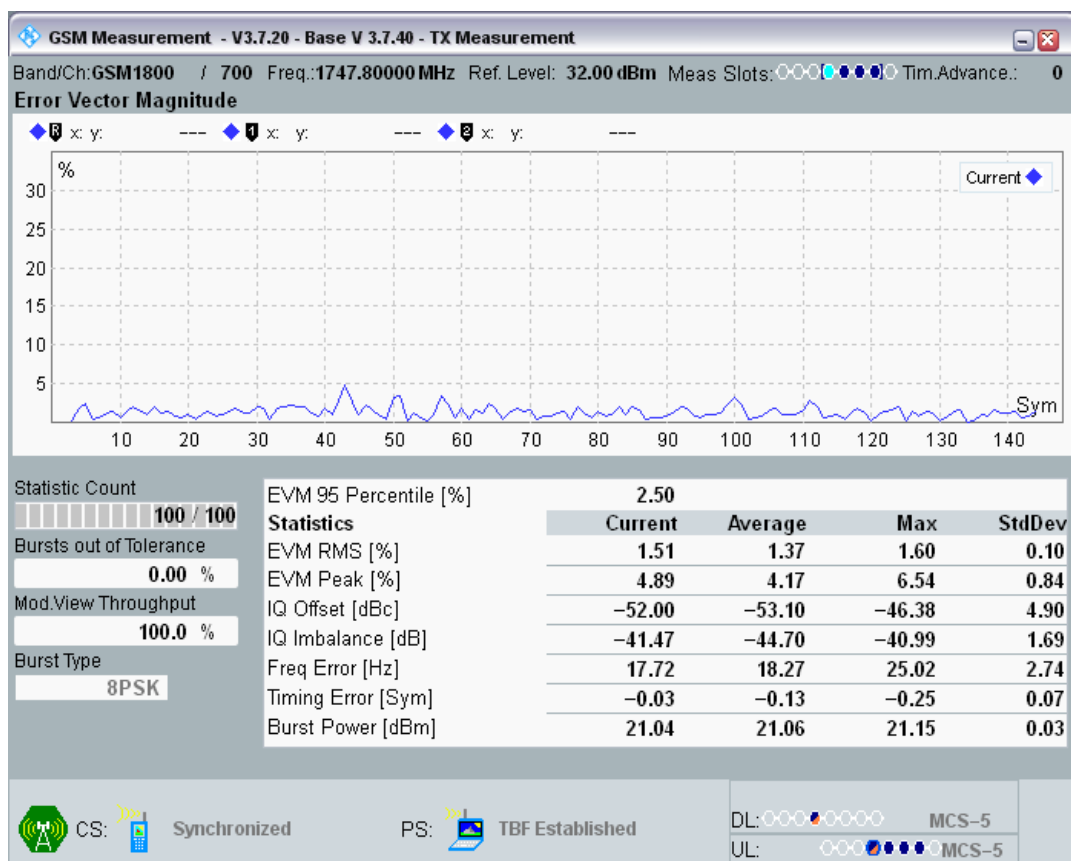 GSM Measurement - V3.7.20 - Base V 3.7.40 - TX Measurement
Band/Ch:GSM1800 / 700 Freq.:1747.80000 MHz Ref. Level: 32.00 dBm Meas Slots: Tim.Advance.: 0
Error Vector Magnitude
R x: y: --- 1 x: y: --- 2 x: y: ---
%
Current
30
25
20
15
10
5
Sym
10 20 30 40 50 60 70 80 90 100 110 120 130 140
Statistic Count
100 / 100
Bursts out of Tolerance
0.00 %
Mod.View Throughput
100.0 %
Burst Type
8PSK
EVM 95 Percentile [%] 2.50
Statistics Current Average Max StdDev
EVM RMS [%] 1.51 1.37 1.60 0.10
EVM Peak [%] 4.89 4.17 6.54 0.84
IQ Offset [dBc] −52.00 −53.10 −46.38 4.90
IQ Imbalance [dB] −41.47 −44.70 −40.99 1.69
Freq Error [Hz] 17.72 18.27 25.02 2.74
Timing Error [Sym] −0.03 −0.13 −0.25 0.07
Burst Power [dBm] 21.04 21.06 21.15 0.03
CS: Synchronized PS: TBF Established
DL: MCS−5
UL: MCS−5